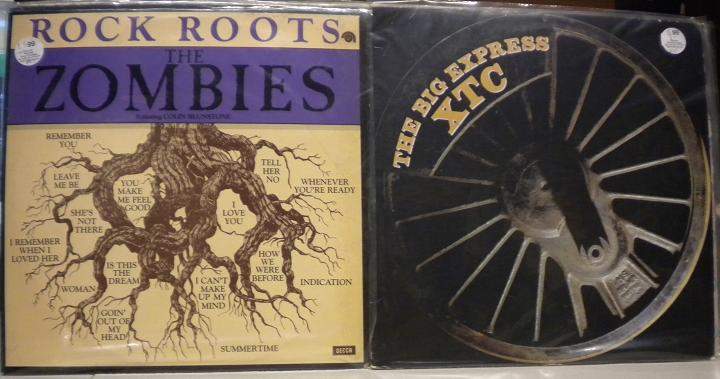 ROCK ROOTS
THE
ZOMBIES
Featuring COLIN BLUNSTONE
REMEMBER
YOU
LEAVE
ME BE
SHE'S
NOT
THERE
I REMEMBER
WHEN I
LOVED HER
WOMAN
GOIN'
OUT OF
MY
HEAD
IS THIS
THE
DREAM
YOU
MAKE
ME FEEL
GOOD
TELL
HER
NO
WHENEVER
YOU'RE READY
I
LOVE
YOU
HOW
WE
WERE
BEFORE
INDICATION
I CAN'T
MAKE
UP MY
MIND
SUMMERTIME
DECCA
99
THE BIG EXPRESS
XTC
99